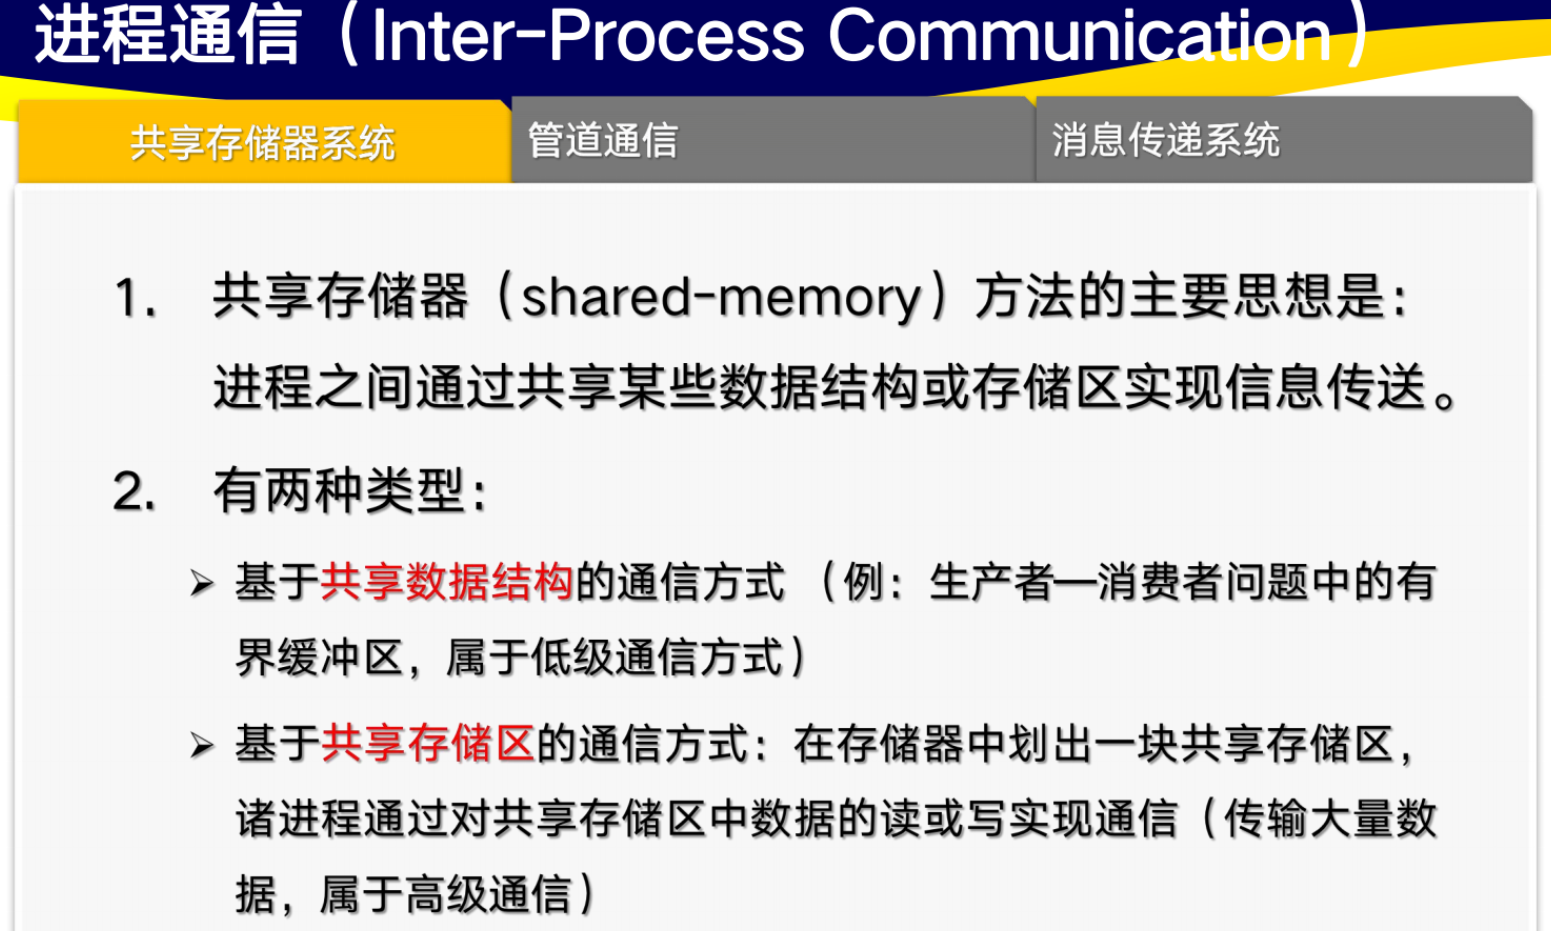 进程通信（Inter-Process Communication）
共享存储器系统
管道通信
消息传递系统
1. 共享存储器（shared-memory）方法的主要思想是：
进程之间通过共享某些数据结构或存储区实现信息传送。
2. 有两种类型：
➢ 基于共享数据结构的通信方式 （例：生产者—消费者问题中的有
界缓冲区，属于低级通信方式）
➢ 基于共享存储区的通信方式：在存储器中划出一块共享存储区，
诸进程通过对共享存储区中数据的读或写实现通信（传输大量数
据，属于高级通信）